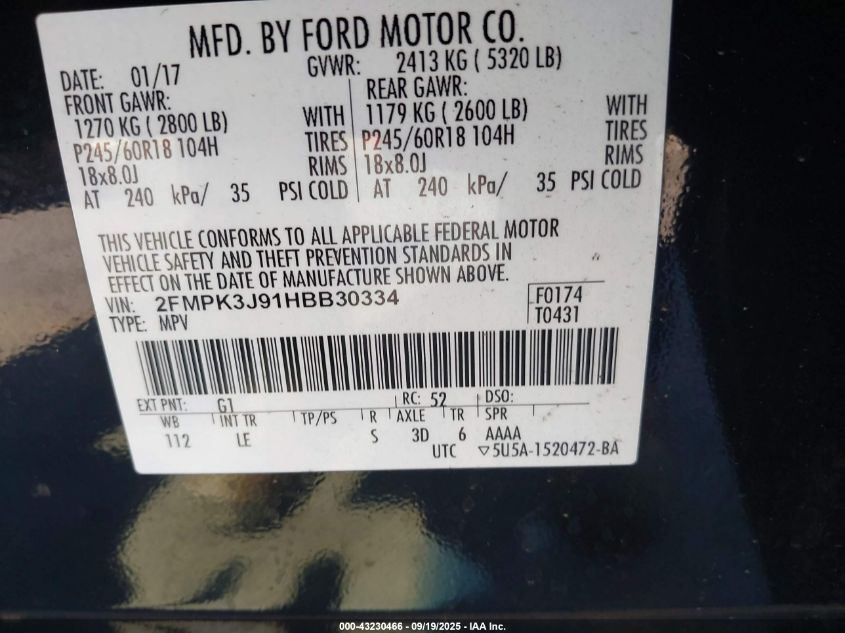 MFD. BY FORD MOTOR CO.
DATE: 01/17 GVWR: 2413 KG ( 5320 LB)
FRONT GAWR: REAR GAWR:
1270 KG ( 2800 LB) WITH 1179 KG ( 2600 LB) WITH
P245/60R18 104H TIRES P245/60R18 104H TIRES
18x8.0J RIMS 18x8.0J RIMS
AT 240 kPa/ 35 PSI COLD AT 240 kPa/ 35 PSI COLD
THIS VEHICLE CONFORMS TO ALL APPLICABLE FEDERAL MOTOR
VEHICLE SAFETY AND THEFT PREVENTION STANDARDS IN
EFFECT ON THE DATE OF MANUFACTURE SHOWN ABOVE.
VIN: 2FMPK3J91HBB30334 F0174
TYPE: MPV T0431
EXT PNT: G1 RC: 52 DSO:
WB INT TR TP/PS R AXLE TR SPR
112 LE S 3D 6 AAAA
UTC ▽5U5A-1520472-BA
000-43230466 - 09/19/2025 - IAA Inc.